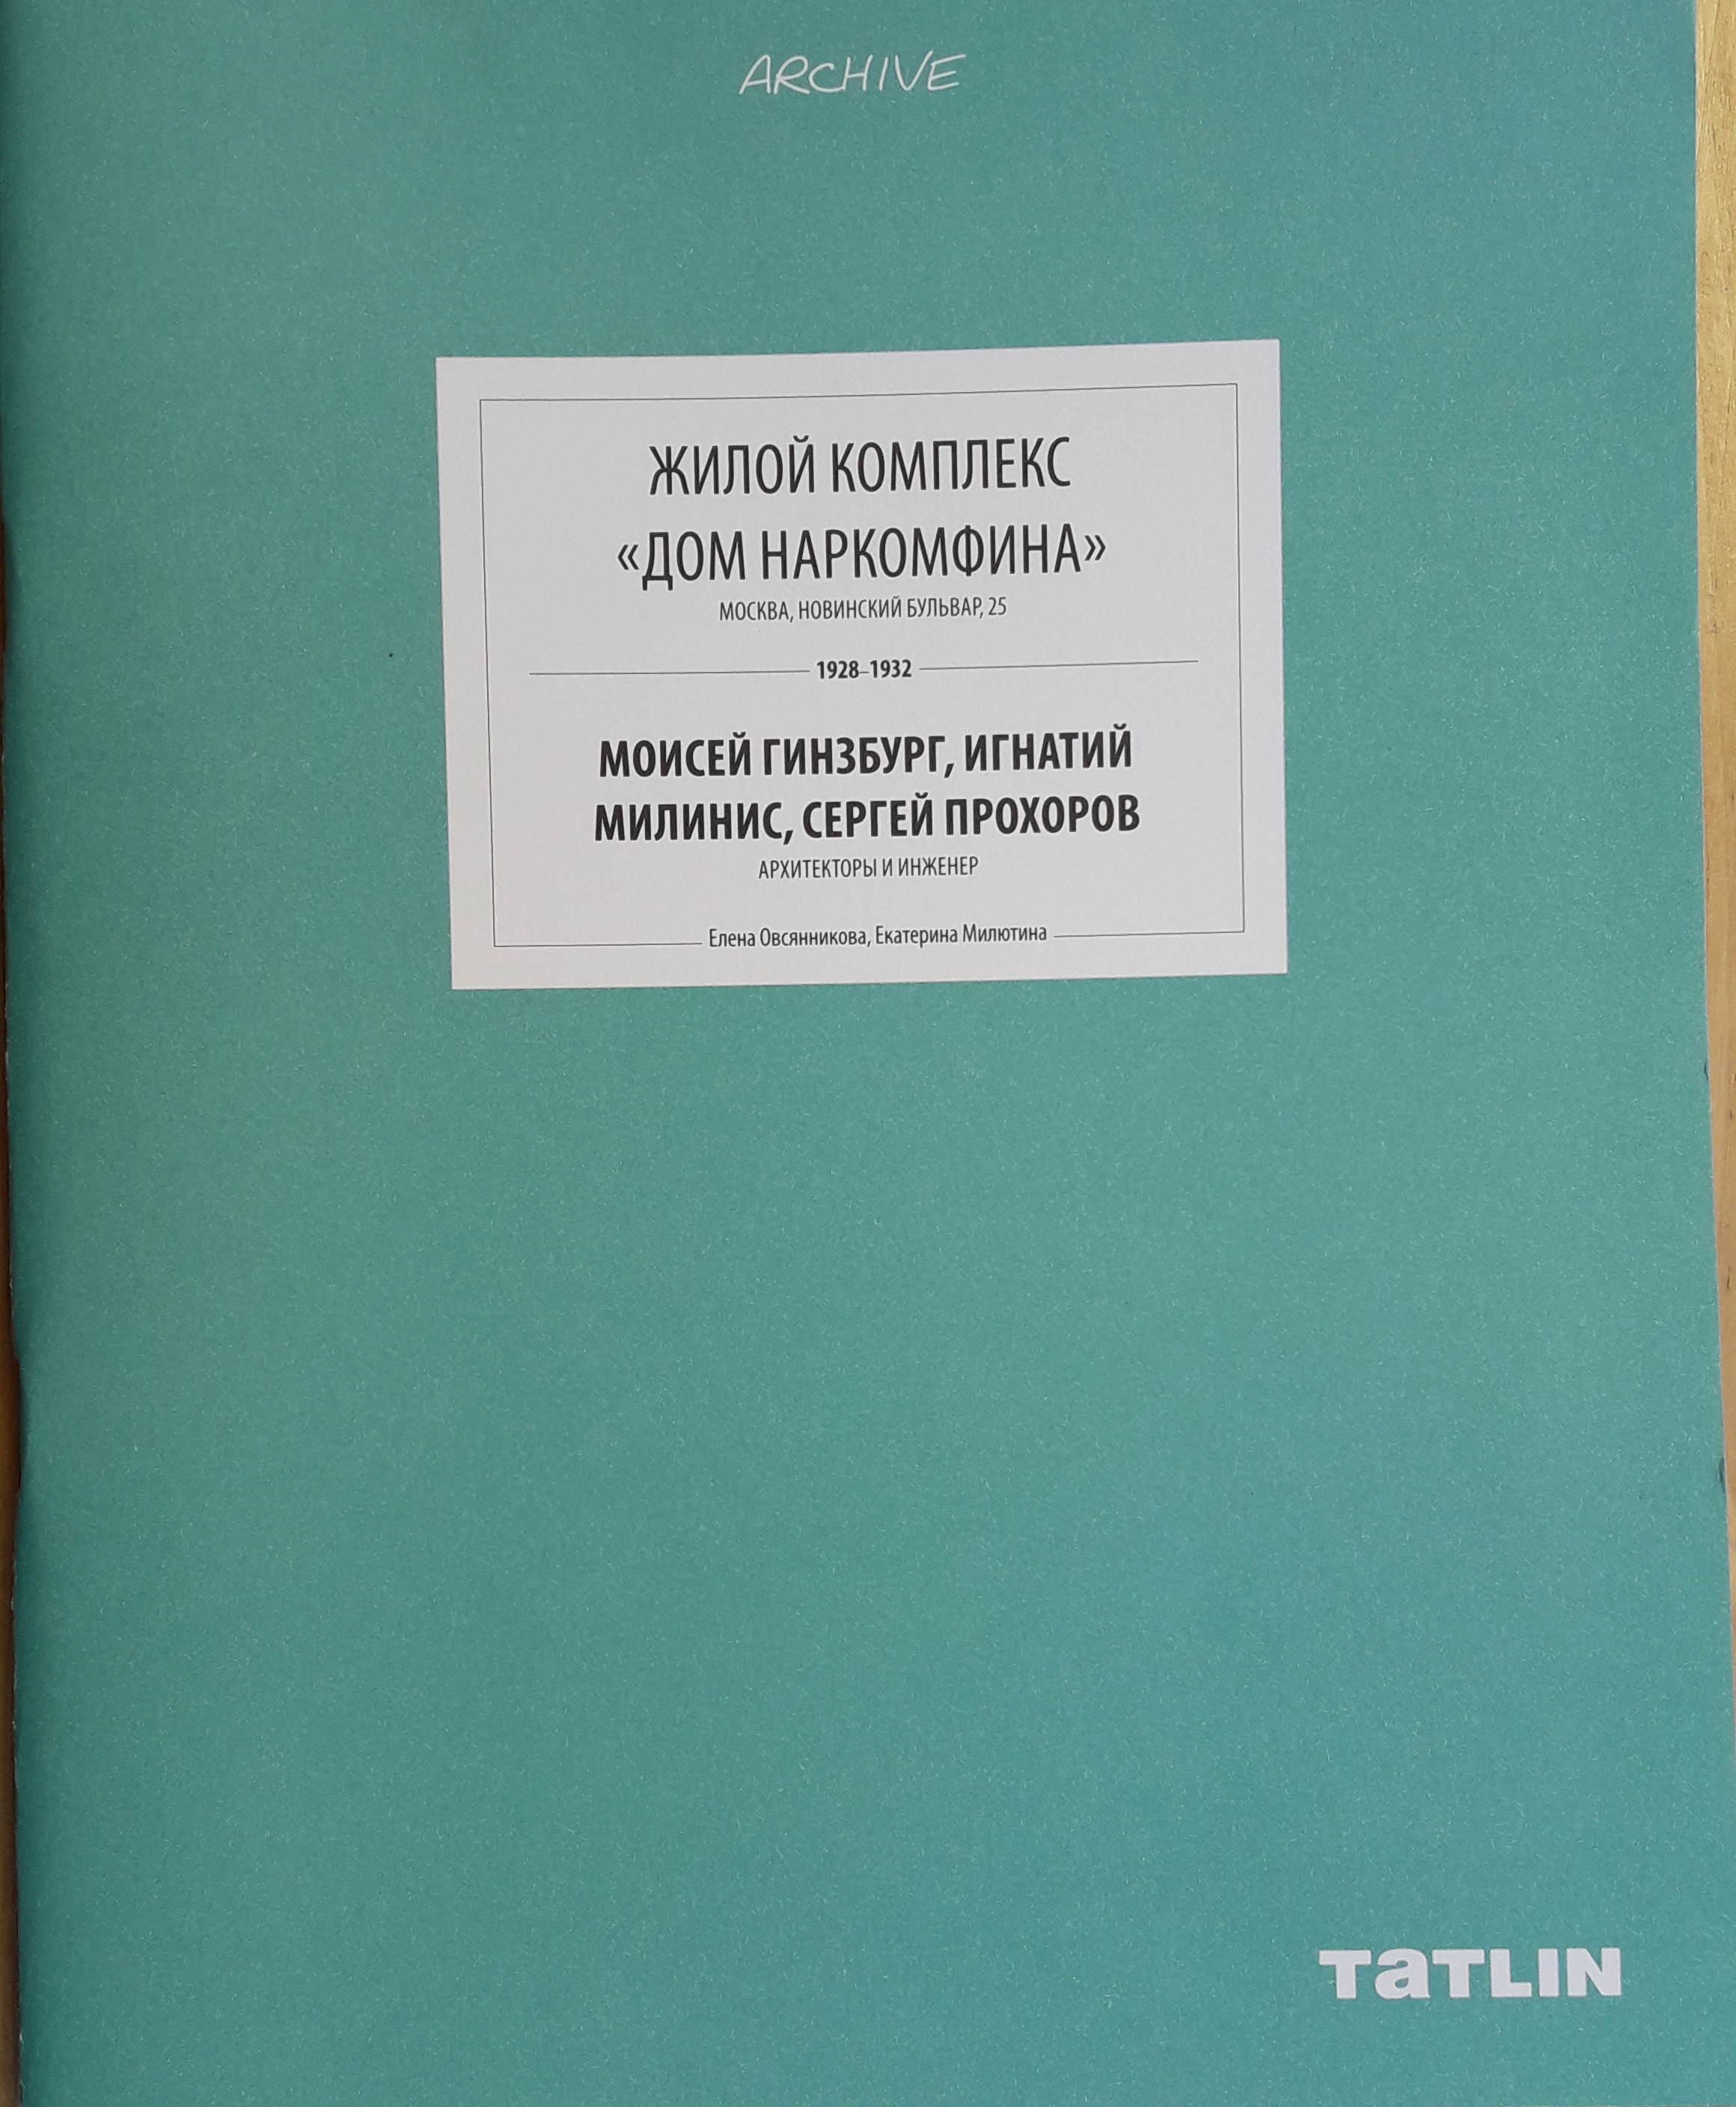 ARCHIVE
ЖИЛОЙ КОМПЛЕКС
«ДОМ НАРКОМФИНА»
МОСКВА, НОВИНСКИЙ БУЛЬВАР, 25
1928–1932
МОИСЕЙ ГИНЗБУРГ, ИГНАТИЙ
МИЛИНИС, СЕРГЕЙ ПРОХОРОВ
АРХИТЕКТОРЫ И ИНЖЕНЕР
Елена Овсянникова, Екатерина Милютина
TaTLIN